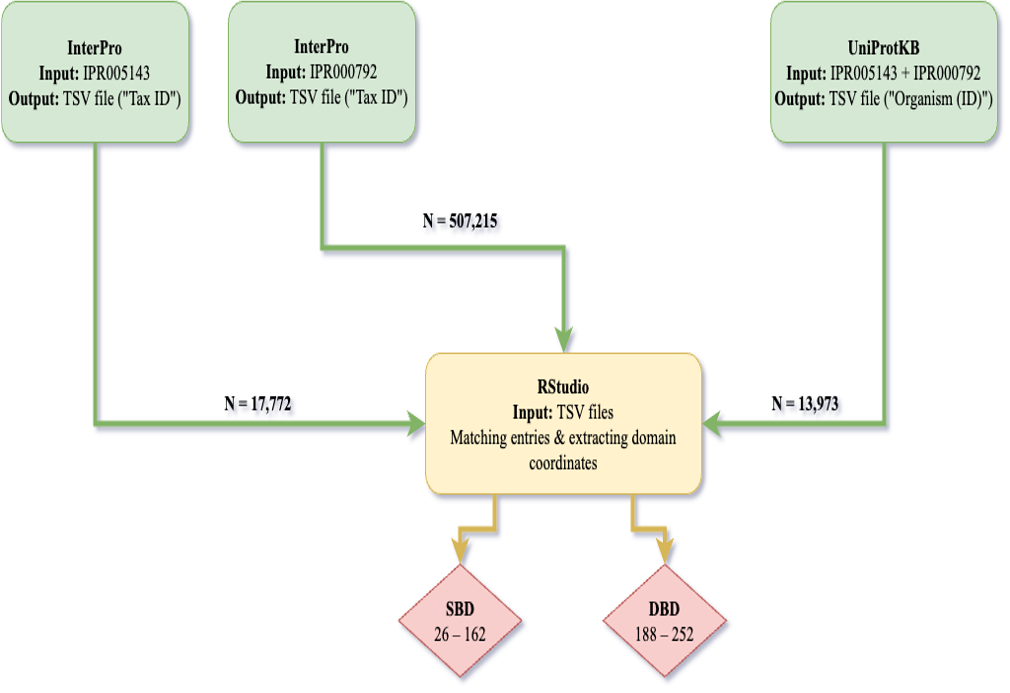 InterPro
Input: IPR005143
Output: TSV file ("Tax ID")
InterPro
Input: IPR000792
Output: TSV file ("Tax ID")
UniProtKB
Input: IPR005143 + IPR000792
Output: TSV file ("Organism (ID)")
N = 507,215
N = 17,772
N = 13,973
RStudio
Input: TSV files
Matching entries & extracting domain
coordinates
SBD
26 – 162
DBD
188 – 252